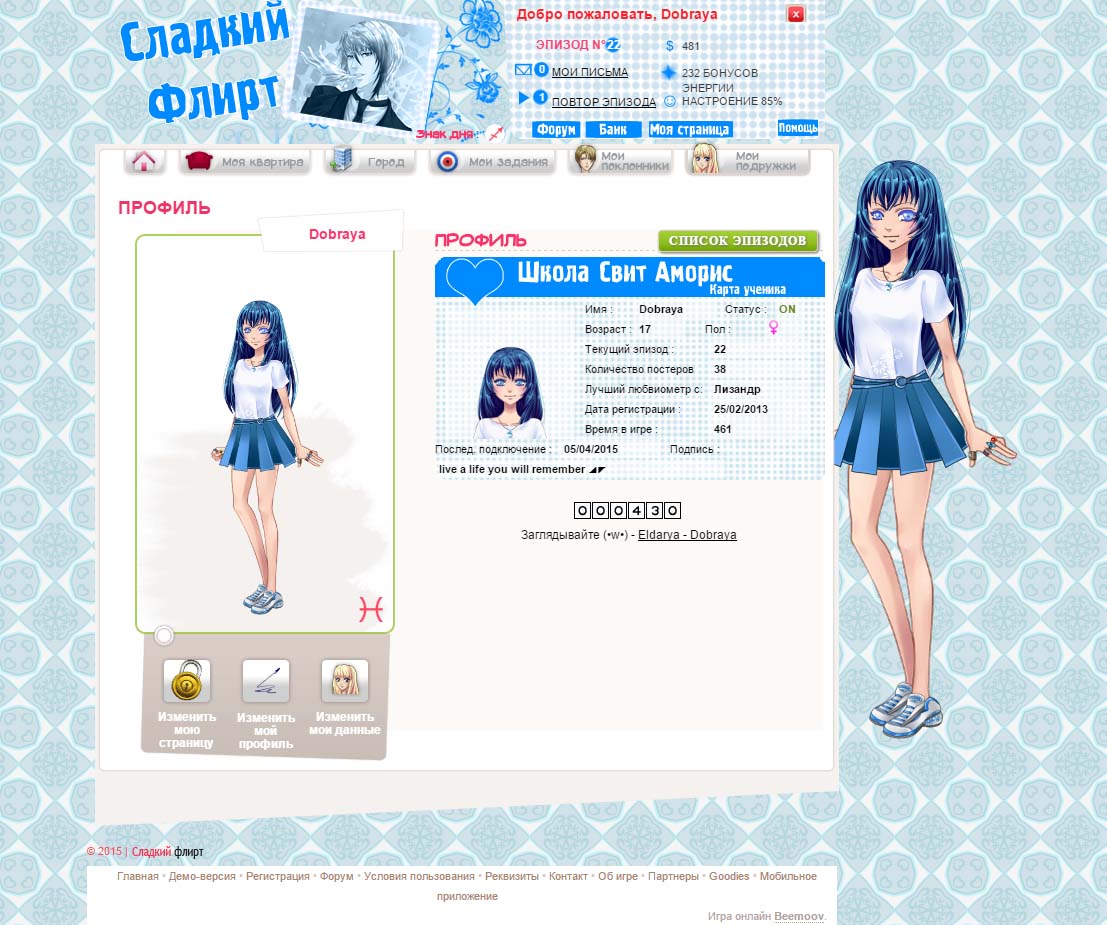 Сладкий
Флирт
Добро пожаловать, Dobraya
x
ЭПИЗОД N°22
$ 481
0 МОИ ПИСЬМА
232 БОНУСОВ
ЭНЕРГИИ
1 ПОВТОР ЭПИЗОДА
НАСТРОЕНИЕ 85%
Знак дня:
Форум Банк Моя страница Помощь
Моя квартира Город Мои задания Мои поклонники Мои подружки
ПРОФИЛЬ
Dobraya
ПРОФИЛЬ
СПИСОК ЭПИЗОДОВ
Школа Свит Аморис
Карта ученика
Имя : Dobraya Статус : ON
Возраст : 17 Пол : ♀
Текущий эпизод : 22
Количество постеров 38
Лучший любвиометр с: Лизандр
Дата регистрации : 25/02/2013
Время в игре : 461
Послед. подключение : 05/04/2015 Подпись :
live a life you will remember ◢◤
000430
Заглядывайте (•w•) - Eldarya - Dobraya
Изменить мою страницу
Изменить мой профиль
Изменить мои данные
© 2015 | Сладкий флирт
Главная • Демо-версия • Регистрация • Форум • Условия пользования • Реквизиты • Контакт • Об игре • Партнеры • Goodies • Мобильное
приложение
Игра онлайн Beemoov.